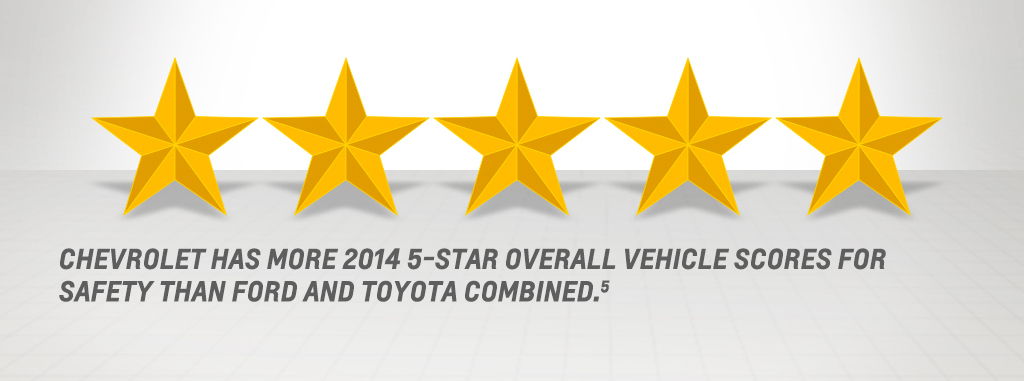 CHEVROLET HAS MORE 2014 5-STAR OVERALL VEHICLE SCORES FOR
SAFETY THAN FORD AND TOYOTA COMBINED.⁵